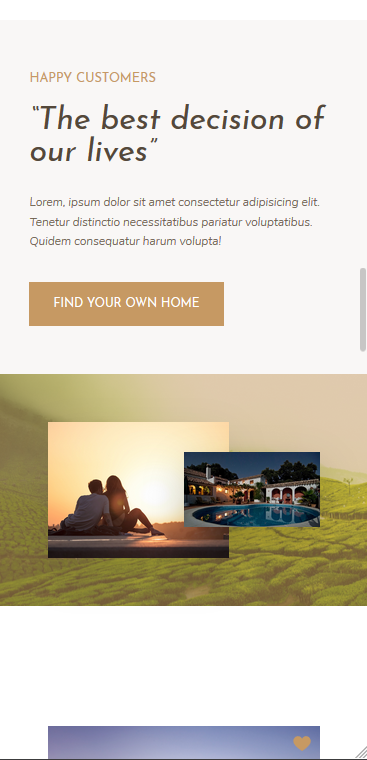 HAPPY CUSTOMERS
“The best decision of
our lives”
Lorem, ipsum dolor sit amet consectetur adipisicing elit.
Tenetur distinctio necessitatibus pariatur voluptatibus.
Quidem consequatur harum volupta!
FIND YOUR OWN HOME